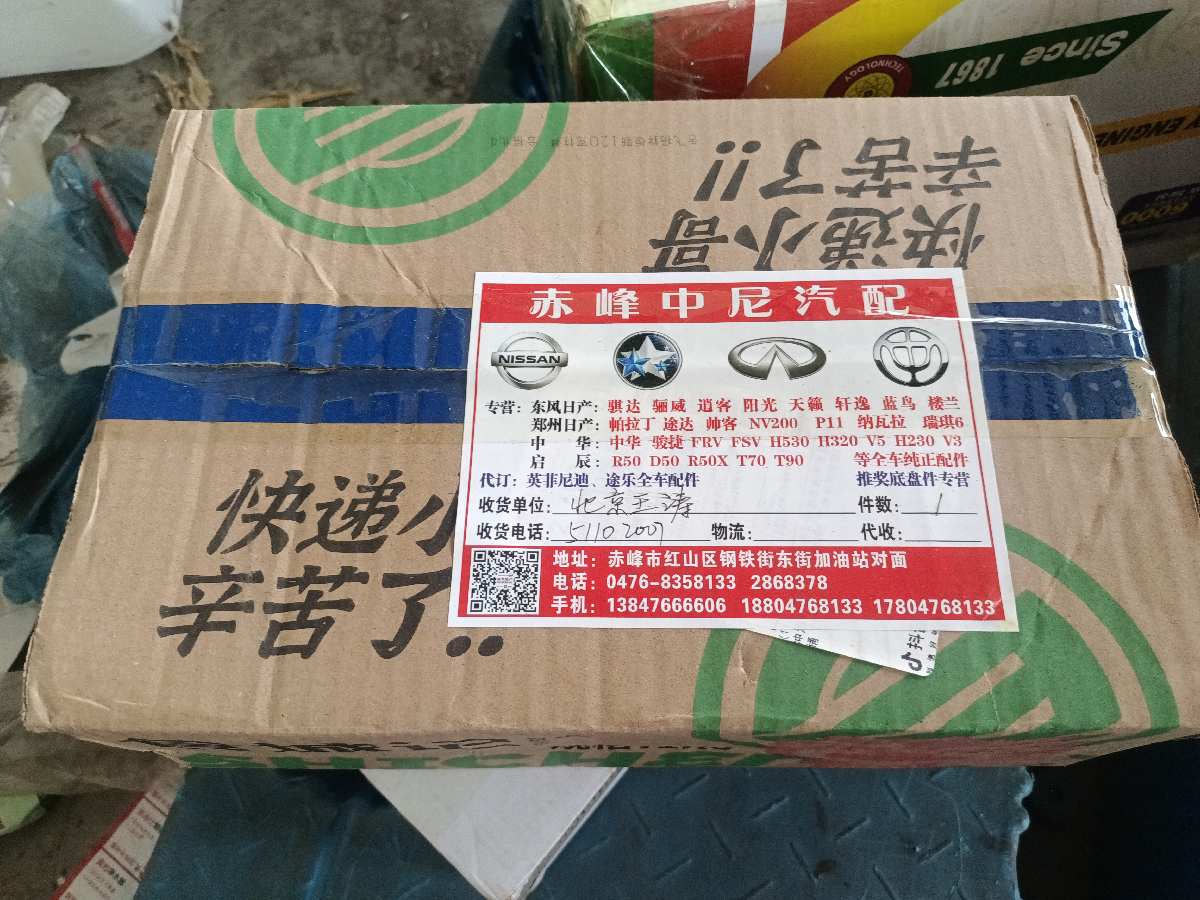 Since 1867
TECHNOLOGY
ENGINE
辛苦了!!
快递小哥
赤峰中尼汽配
NISSAN
专营：东风日产：骐达 骊威 逍客 阳光 天籁 轩逸 蓝鸟 楼兰
郑州日产：帕拉丁 途达 帅客 NV200 P11 纳瓦拉 瑞琪6
中 华：中华 骏捷 FRV FSV H530 H320 V5 H230 V3
启 辰：R50 D50 R50X T70 T90 等全车纯正配件
代订：英菲尼迪、途乐全车配件 推奖底盘件专营
收货单位：北京王涛 件数：1
收货电话：51102007 物流： 代收：
地址：赤峰市红山区钢铁街东街加油站对面
电话：0476-8358133 2868378
手机：13847666606 18804768133 17804768133
快递小
辛苦了..
抖